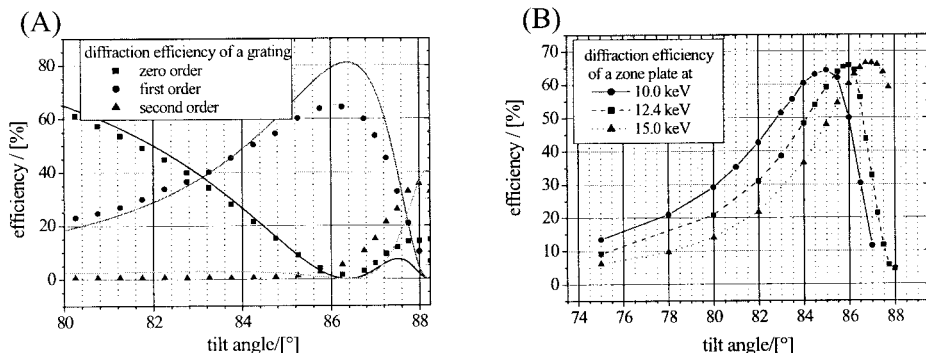 (A)
efficiency / [%]
80
60
40
20
0
diffraction efficiency of a grating
zero order
first order
second order
80 82 84 86 88
tilt angle/[°]
(B)
efficiency / [%]
70
60
50
40
30
20
10
0
diffraction efficiency
of a zone plate at
10.0 keV
12.4 keV
15.0 keV
74 76 78 80 82 84 86 88
tilt angle/[°]